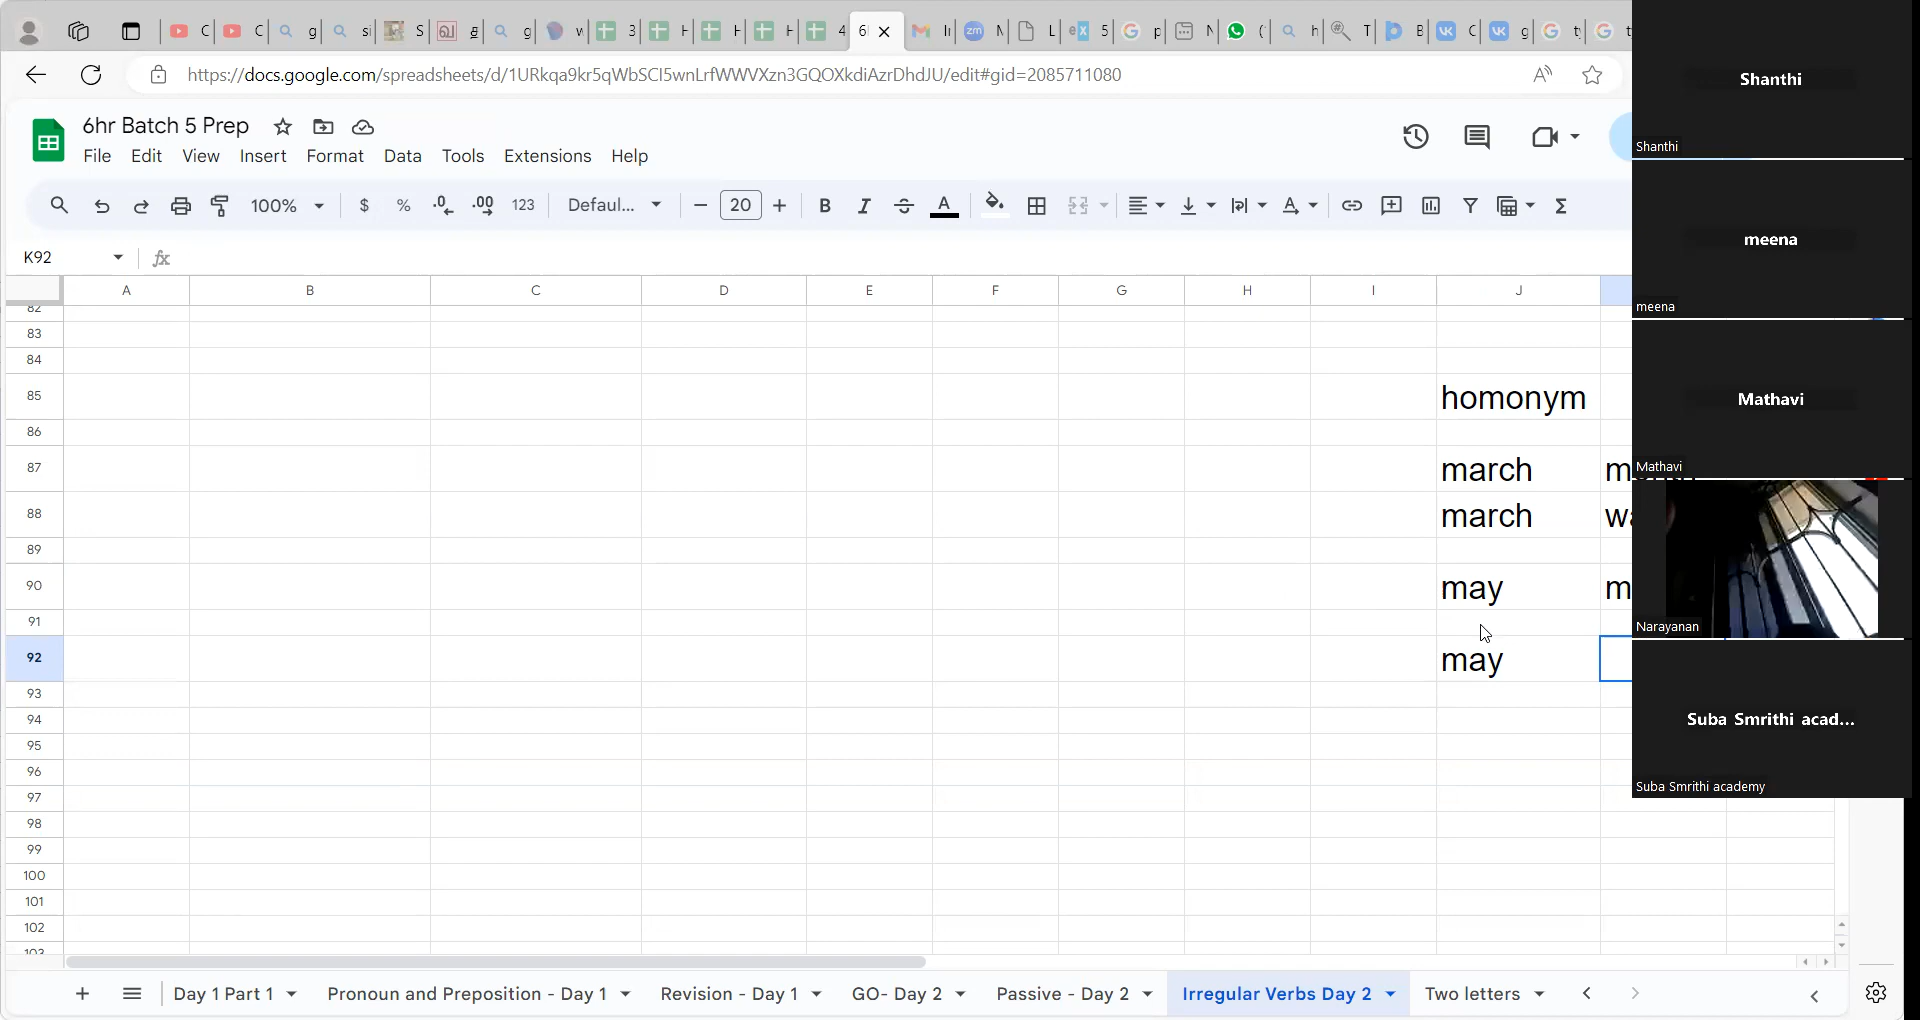 https://docs.google.com/spreadsheets/d/1URkqa9kr5qWbSCI5wnLrfWWVXzn3GQOXkdiAzrDhdJU/edit#gid=2085711080
6hr Batch 5 Prep
File Edit View Insert Format Data Tools Extensions Help
100% $ % .0 .00 123 Defaul... 20 B I A
K92 fx
A B C D E F G H I J
82
83
84
85 homonym
86
87 march
88 march
89
90 may
91
92 may
93
94
95
96
97
98
99
100
101
102
103
Day 1 Part 1 Pronoun and Preposition - Day 1 Revision - Day 1 GO- Day 2 Passive - Day 2 Irregular Verbs Day 2 Two letters
Shanthi
Shanthi
meena
meena
Mathavi
Mathavi
Narayanan
Suba Smrithi acad...
Suba Smrithi academy